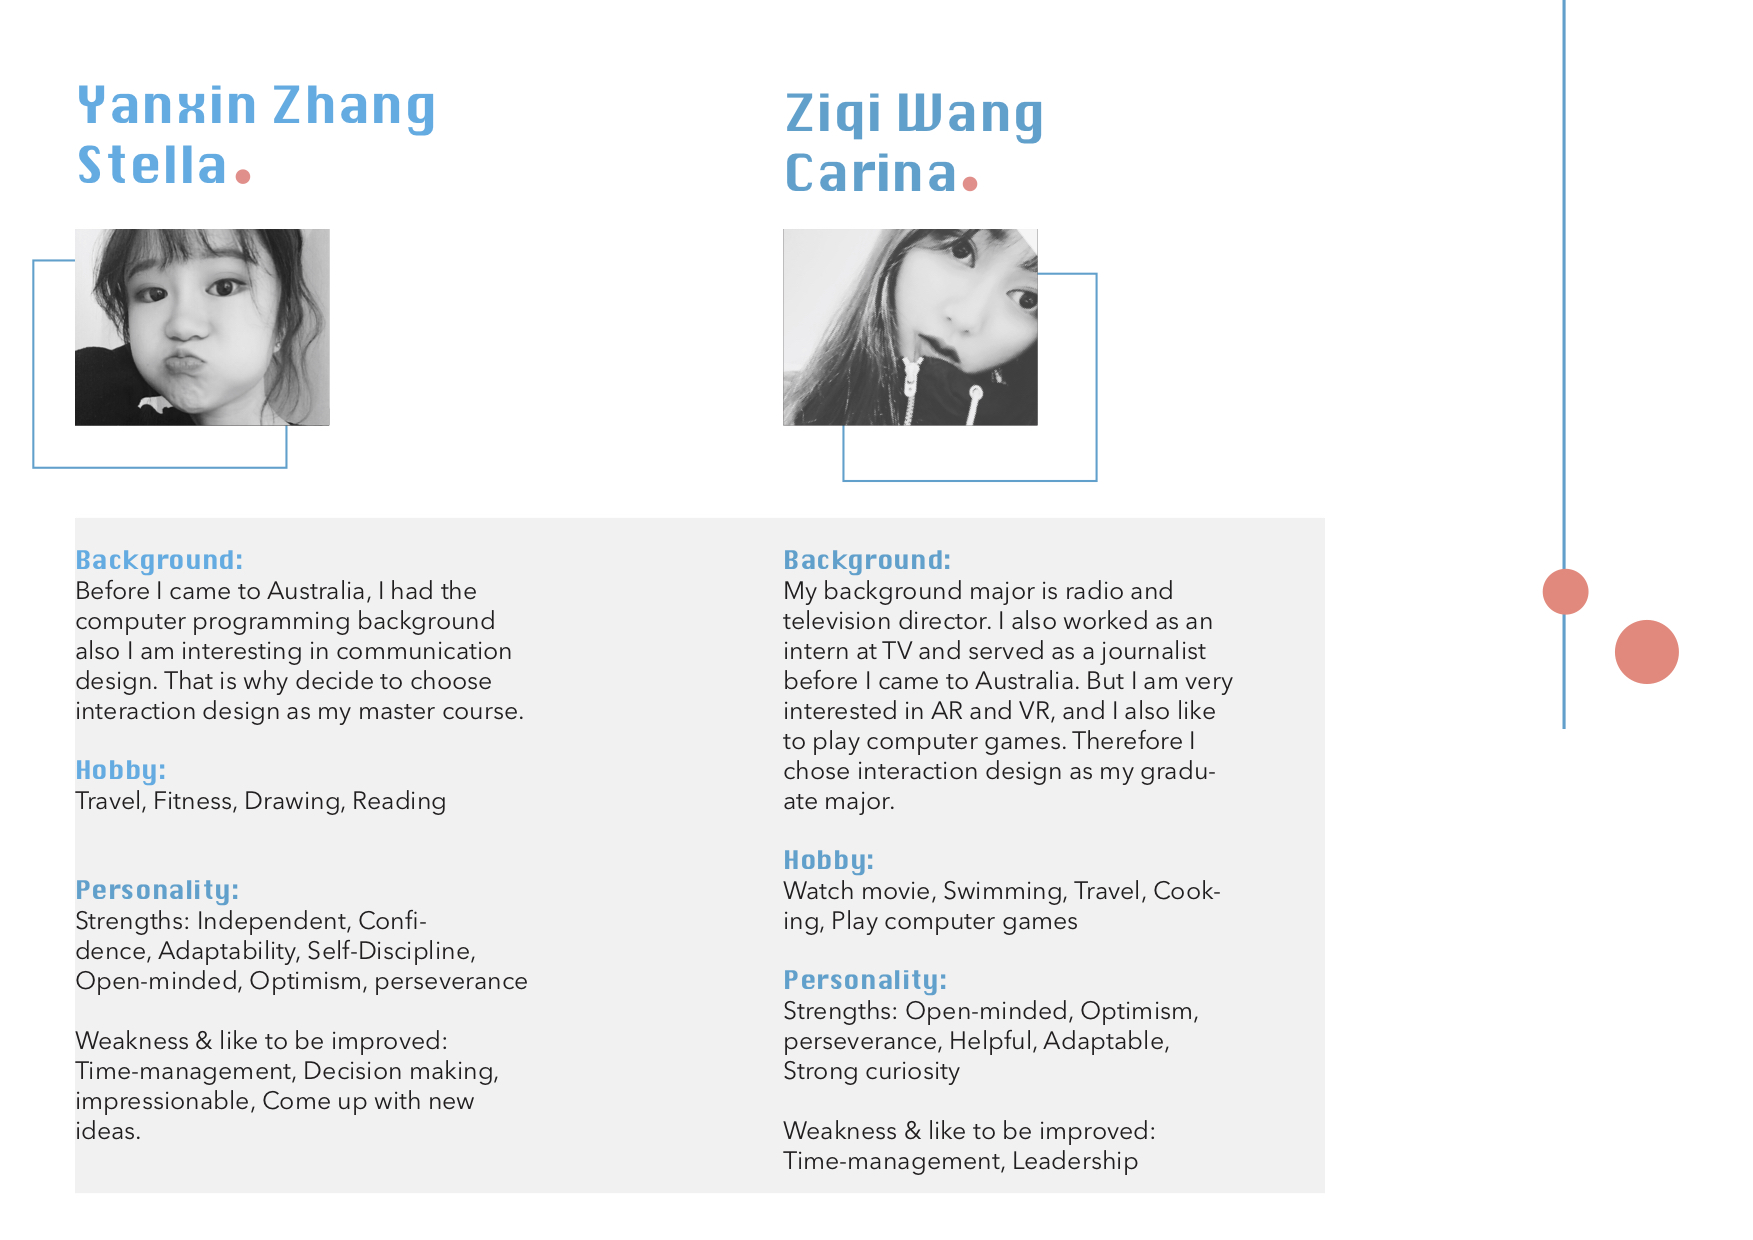 Yanxin Zhang
Stella.
Background:
Before I came to Australia, I had the
computer programming background
also I am interesting in communication
design. That is why decide to choose
interaction design as my master course.
Hobby:
Travel, Fitness, Drawing, Reading
Personality:
Strengths: Independent, Confi-
dence, Adaptability, Self-Discipline,
Open-minded, Optimism, perseverance
Weakness & like to be improved:
Time-management, Decision making,
impressionable, Come up with new
ideas.
Ziqi Wang
Carina.
Background:
My background major is radio and
television director. I also worked as an
intern at TV and served as a journalist
before I came to Australia. But I am very
interested in AR and VR, and I also like
to play computer games. Therefore I
chose interaction design as my gradu-
ate major.
Hobby:
Watch movie, Swimming, Travel, Cook-
ing, Play computer games
Personality:
Strengths: Open-minded, Optimism,
perseverance, Helpful, Adaptable,
Strong curiosity
Weakness & like to be improved:
Time-management, Leadership